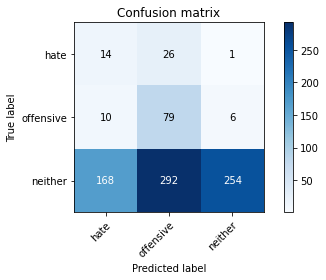 Confusion matrix
hate 14 26 1
offensive 10 79 6
neither 168 292 254
hate offensive neither
True label
Predicted label
250
200
150
100
50